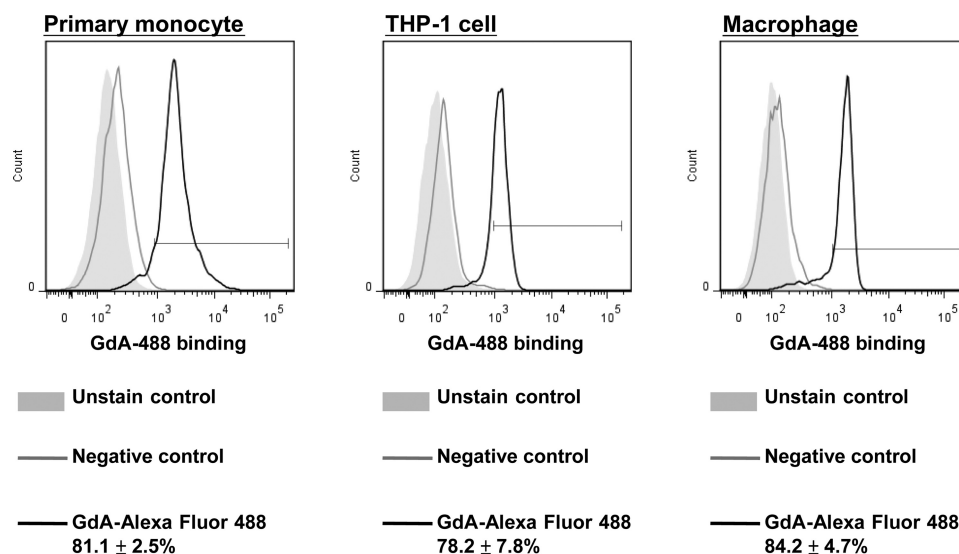 Primary monocyte
Count
0
0 10² 10³ 10⁴ 10⁵
GdA-488 binding
Unstain control
Negative control
GdA-Alexa Fluor 488
81.1 ± 2.5%
THP-1 cell
Count
0
0 10² 10³ 10⁴ 10⁵
GdA-488 binding
Unstain control
Negative control
GdA-Alexa Fluor 488
78.2 ± 7.8%
Macrophage
Count
0
0 10² 10³ 10⁴ 10⁵
GdA-488 binding
Unstain control
Negative control
GdA-Alexa Fluor 488
84.2 ± 4.7%